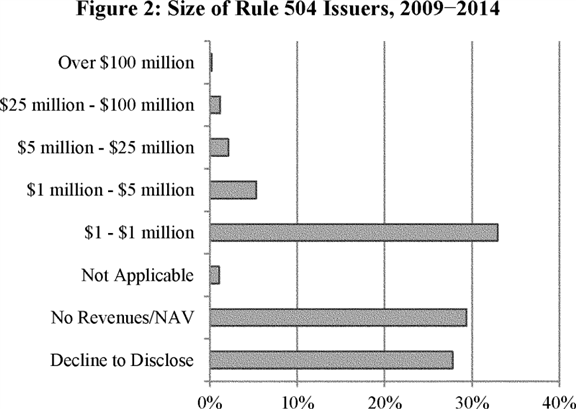 Figure 2: Size of Rule 504 Issuers, 2009−2014
Over $100 million
$25 million - $100 million
$5 million - $25 million
$1 million - $5 million
$1 - $1 million
Not Applicable
No Revenues/NAV
Decline to Disclose
0% 10% 20% 30% 40%